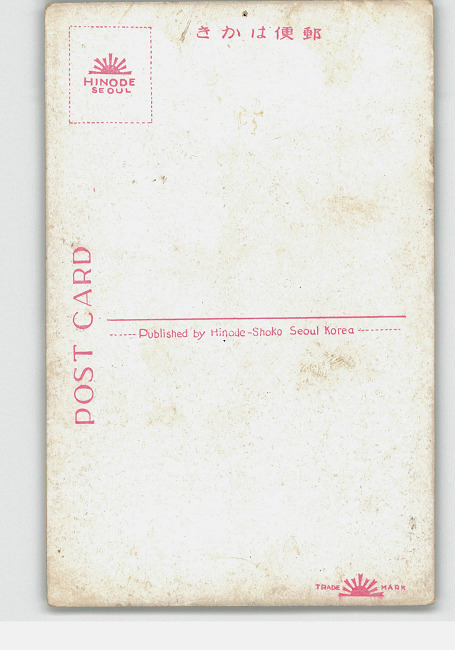 きかは便郵
HINODE
SEOUL
POST CARD
Published by Hinode-Shoko Seoul Korea
TRADE MARK